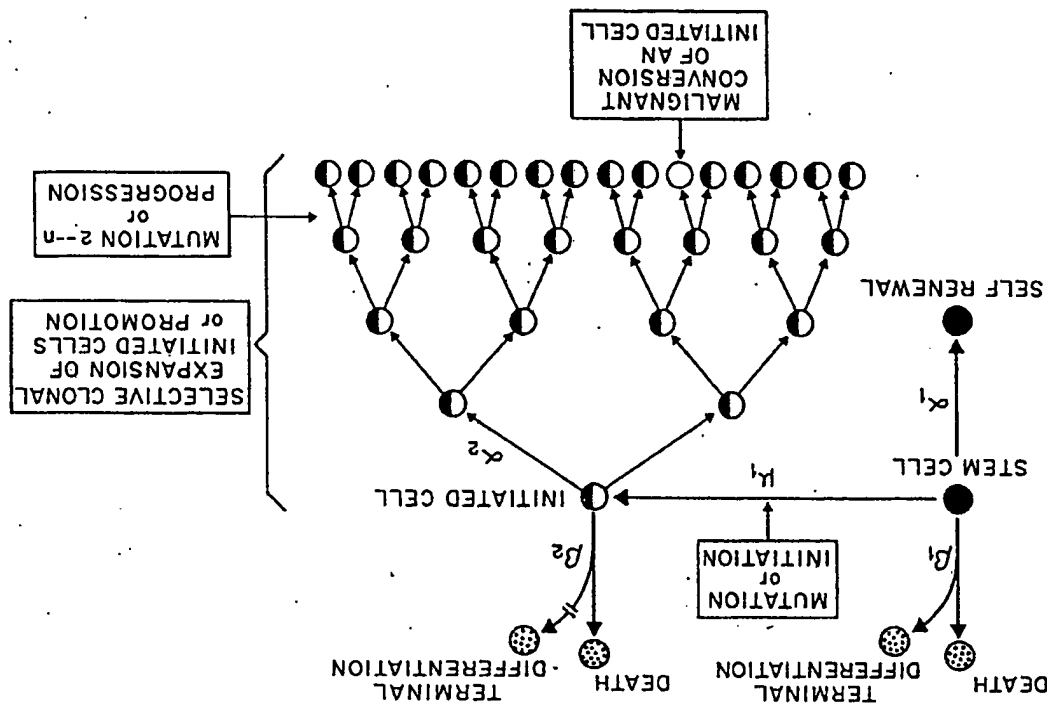 DEATH
TERMINAL
DIFFERENTIATION
DEATH
TERMINAL
DIFFERENTIATION
β1
MUTATION
or
INITIATION
β2
STEM CELL
μ1
INITIATED CELL
α1
α2
SELF RENEWAL
SELECTIVE CLONAL
EXPANSION OF
INITIATED CELLS
or PROMOTION
MUTATION 2--n
or
PROGRESSION
MALIGNANT
CONVERSION
OF AN
INITIATED CELL